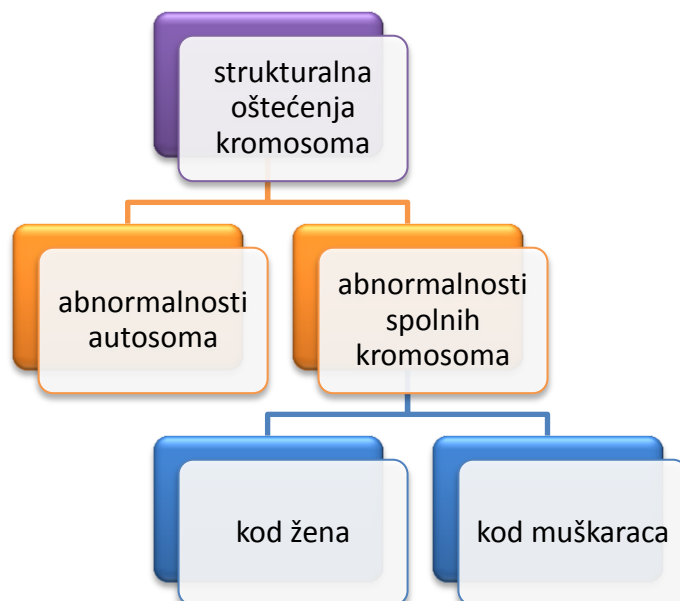 strukturalna
oštećenja
kromosoma
abnormalnosti
autosoma
abnormalnosti
spolnih
kromosoma
kod žena
kod muškaraca